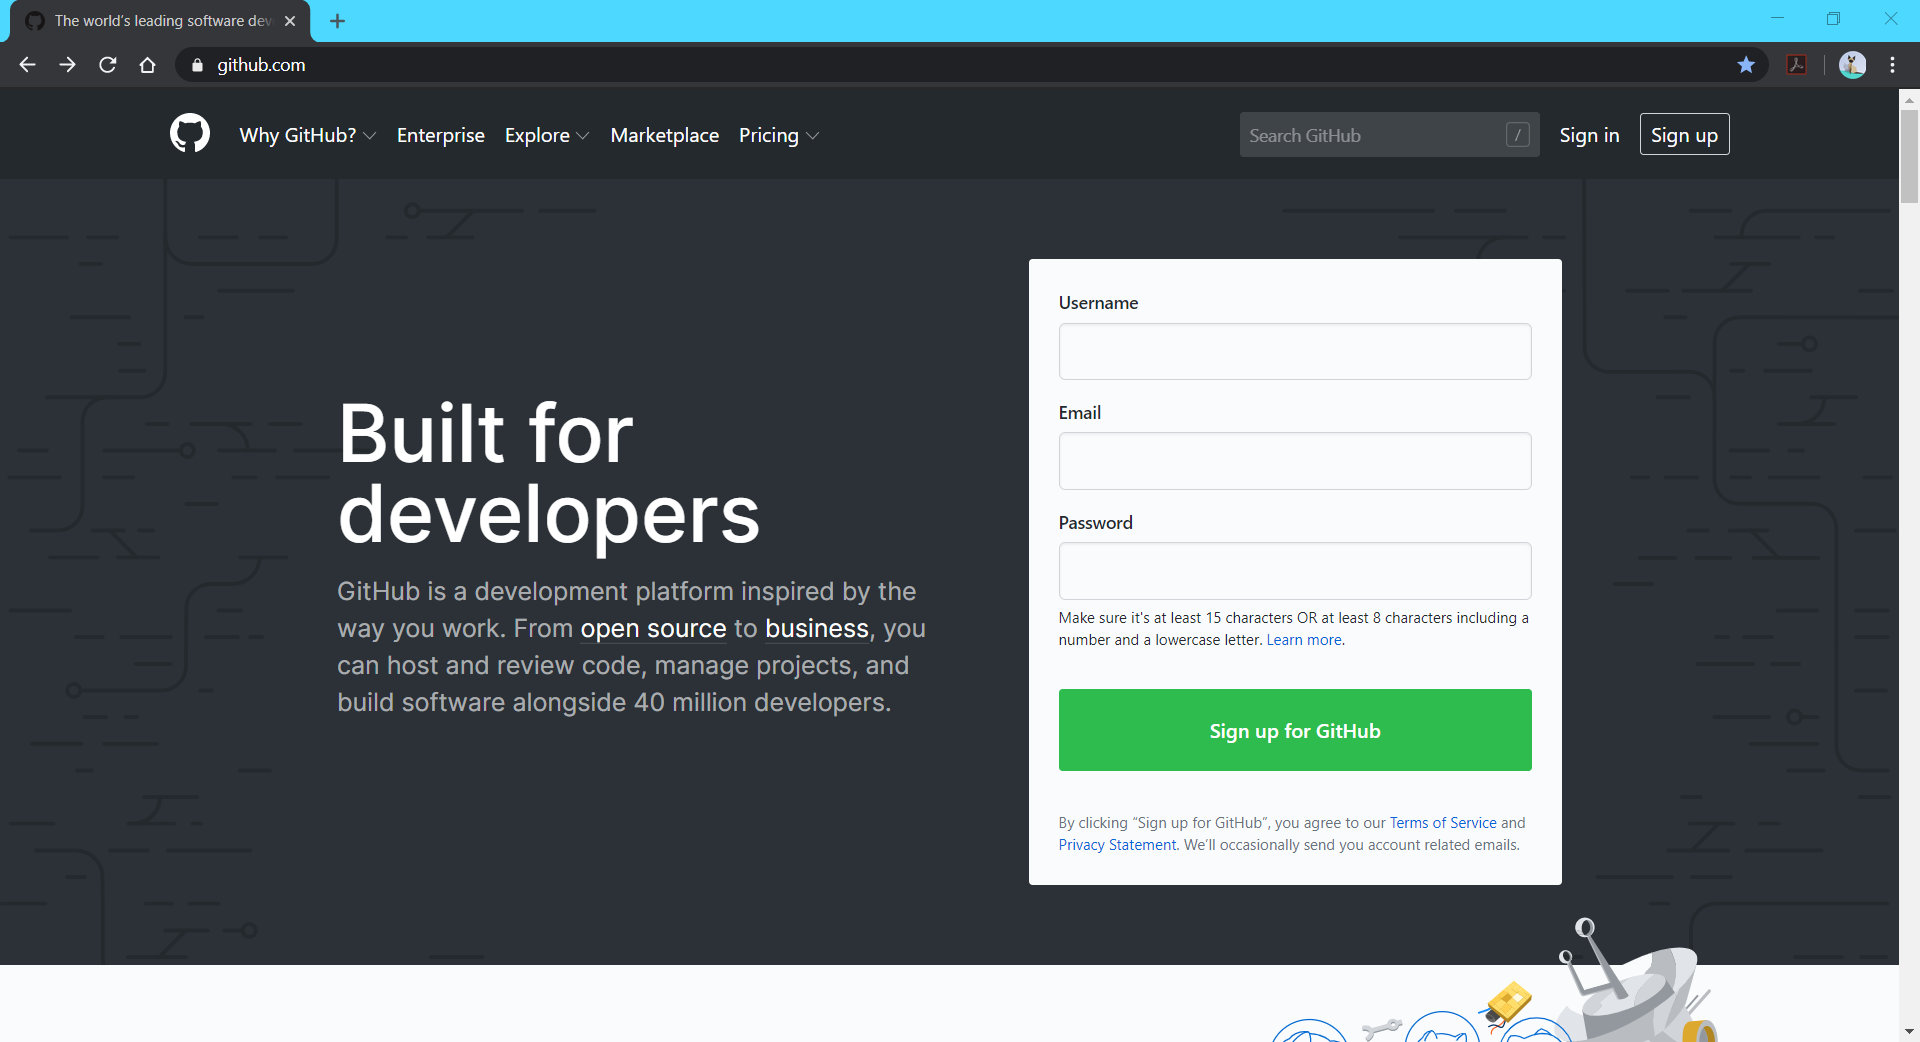 The world's leading software dev
github.com
Why GitHub? Enterprise Explore Marketplace Pricing Search GitHub / Sign in Sign up
Built for
developers
GitHub is a development platform inspired by the
way you work. From open source to business, you
can host and review code, manage projects, and
build software alongside 40 million developers.
Username
Email
Password
Make sure it's at least 15 characters OR at least 8 characters including a
number and a lowercase letter. Learn more.
Sign up for GitHub
By clicking “Sign up for GitHub”, you agree to our Terms of Service and
Privacy Statement. We’ll occasionally send you account related emails.